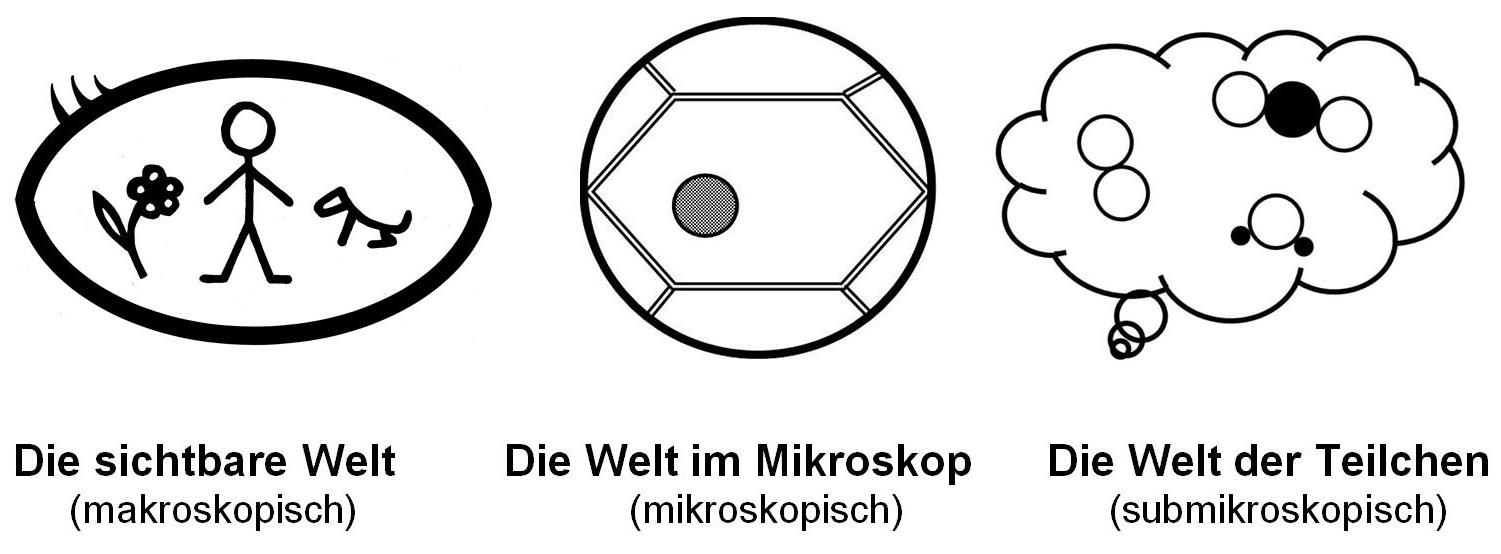 Die sichtbare Welt
(makroskopisch)
Die Welt im Mikroskop
(mikroskopisch)
Die Welt der Teilchen
(submikroskopisch)